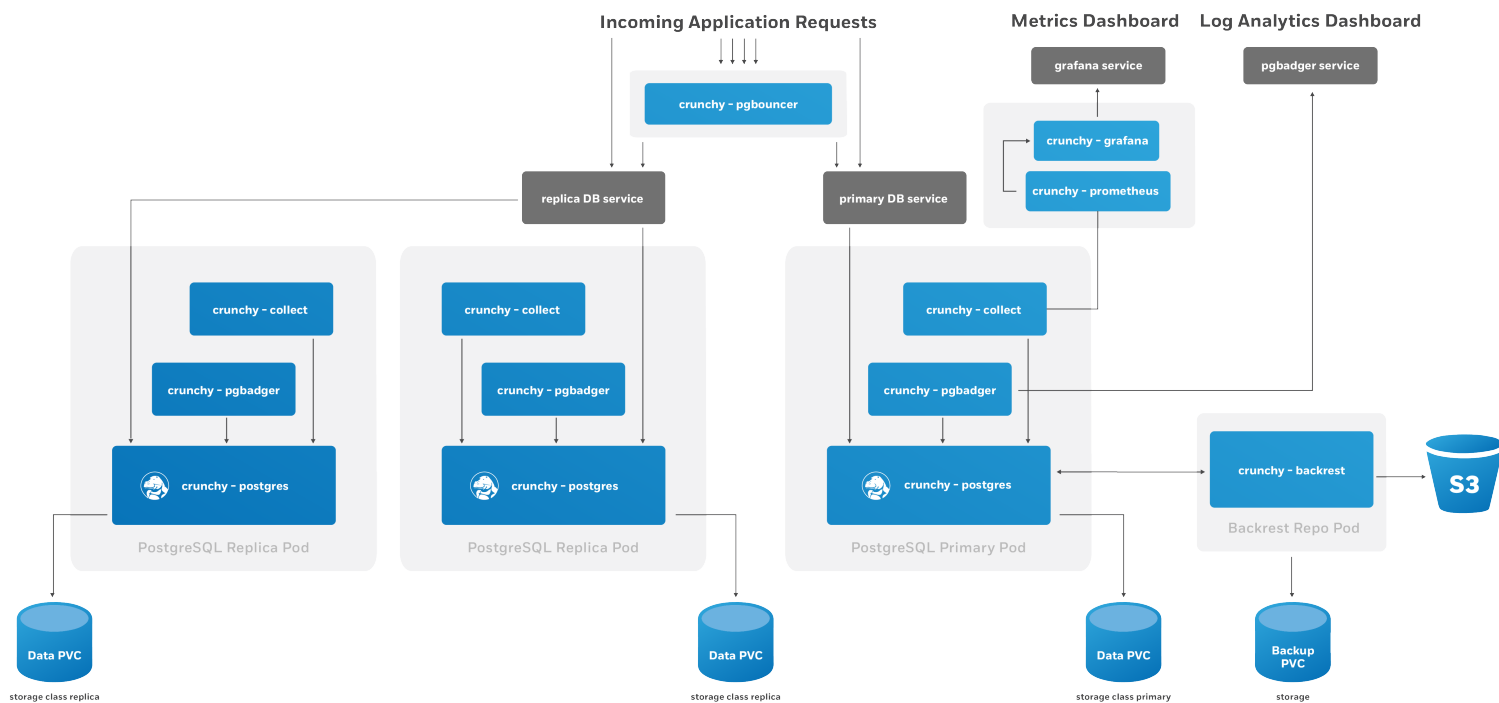 Incoming Application Requests
Metrics Dashboard
Log Analytics Dashboard
grafana service
pgbadger service
crunchy - pgbouncer
crunchy - grafana
crunchy - prometheus
replica DB service
primary DB service
crunchy - collect
crunchy - collect
crunchy - collect
crunchy - pgbadger
crunchy - pgbadger
crunchy - pgbadger
crunchy - postgres
crunchy - postgres
crunchy - postgres
crunchy - backrest
S3
PostgreSQL Replica Pod
PostgreSQL Replica Pod
PostgreSQL Primary Pod
Backrest Repo Pod
Data PVC
Data PVC
Data PVC
Backup
PVC
storage class replica
storage class replica
storage class primary
storage